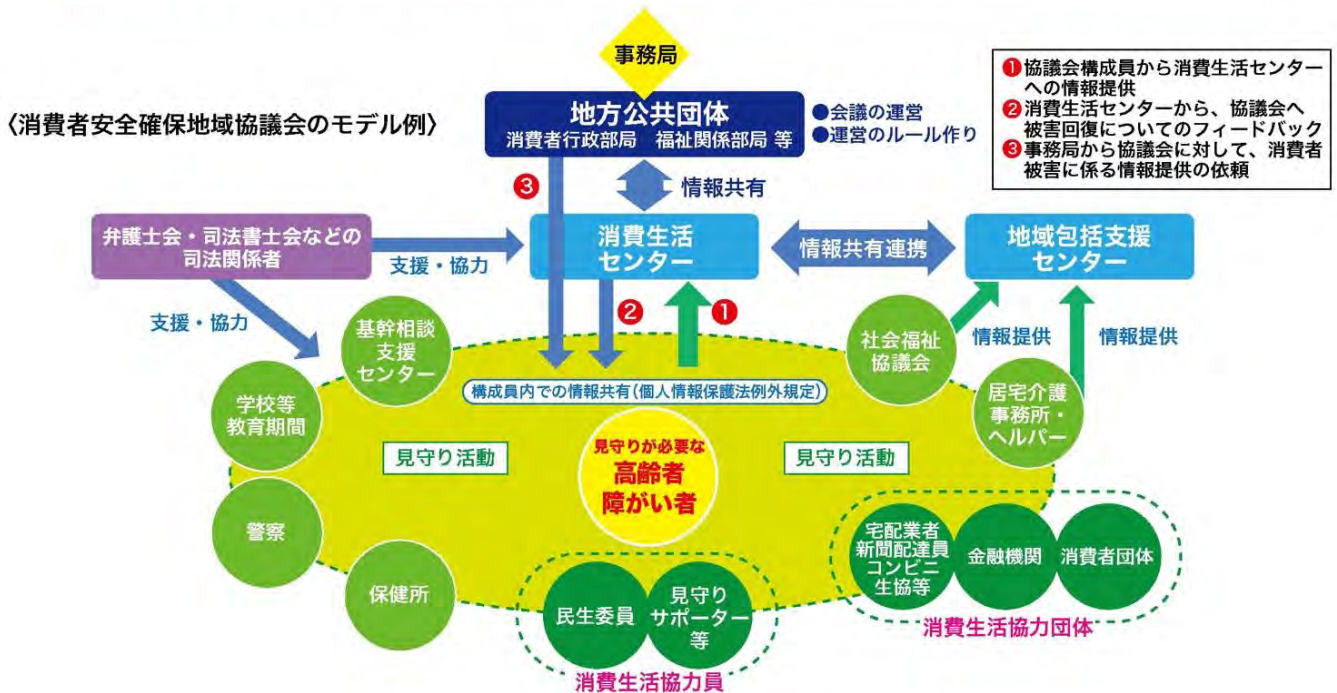 事務局
〈消費者安全確保地域協議会のモデル例〉
地方公共団体
消費者行政部局 福祉関係部局 等
●会議の運営
●運営のルール作り
❶協議会構成員から消費生活センター
への情報提供
❷消費生活センターから、協議会へ
被害回復についてのフィードバック
❸事務局から協議会に対して、消費者
被害に係る情報提供の依頼
❸
情報共有
弁護士会・司法書士会などの
司法関係者
支援・協力
消費生活
センター
情報共有連携
地域包括支援
センター
支援・協力
❷
❶
基幹相談
支援
センター
社会福祉
協議会
情報提供
情報提供
学校等
教育期間
構成員内での情報共有(個人情報保護法例外規定)
居宅介護
事務所・
ヘルパー
見守り活動
見守りが必要な
高齢者
障がい者
見守り活動
警察
保健所
民生委員
見守り
サポーター
等
消費生活協力員
宅配業者
新聞配達員
コンビニ
生協等
金融機関
消費者団体
消費生活協力団体